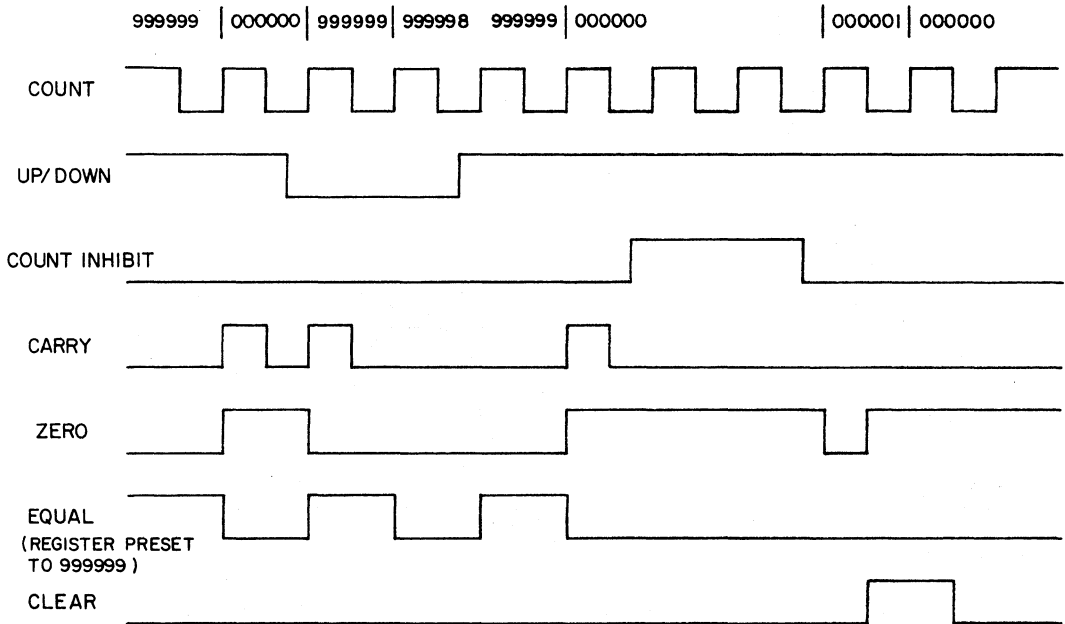 999999 | 000000 | 999999 | 999998 999999 | 000000 | 000001 | 000000
COUNT
UP/DOWN
COUNT INHIBIT
CARRY
ZERO
EQUAL
(REGISTER PRESET
TO 999999)
CLEAR